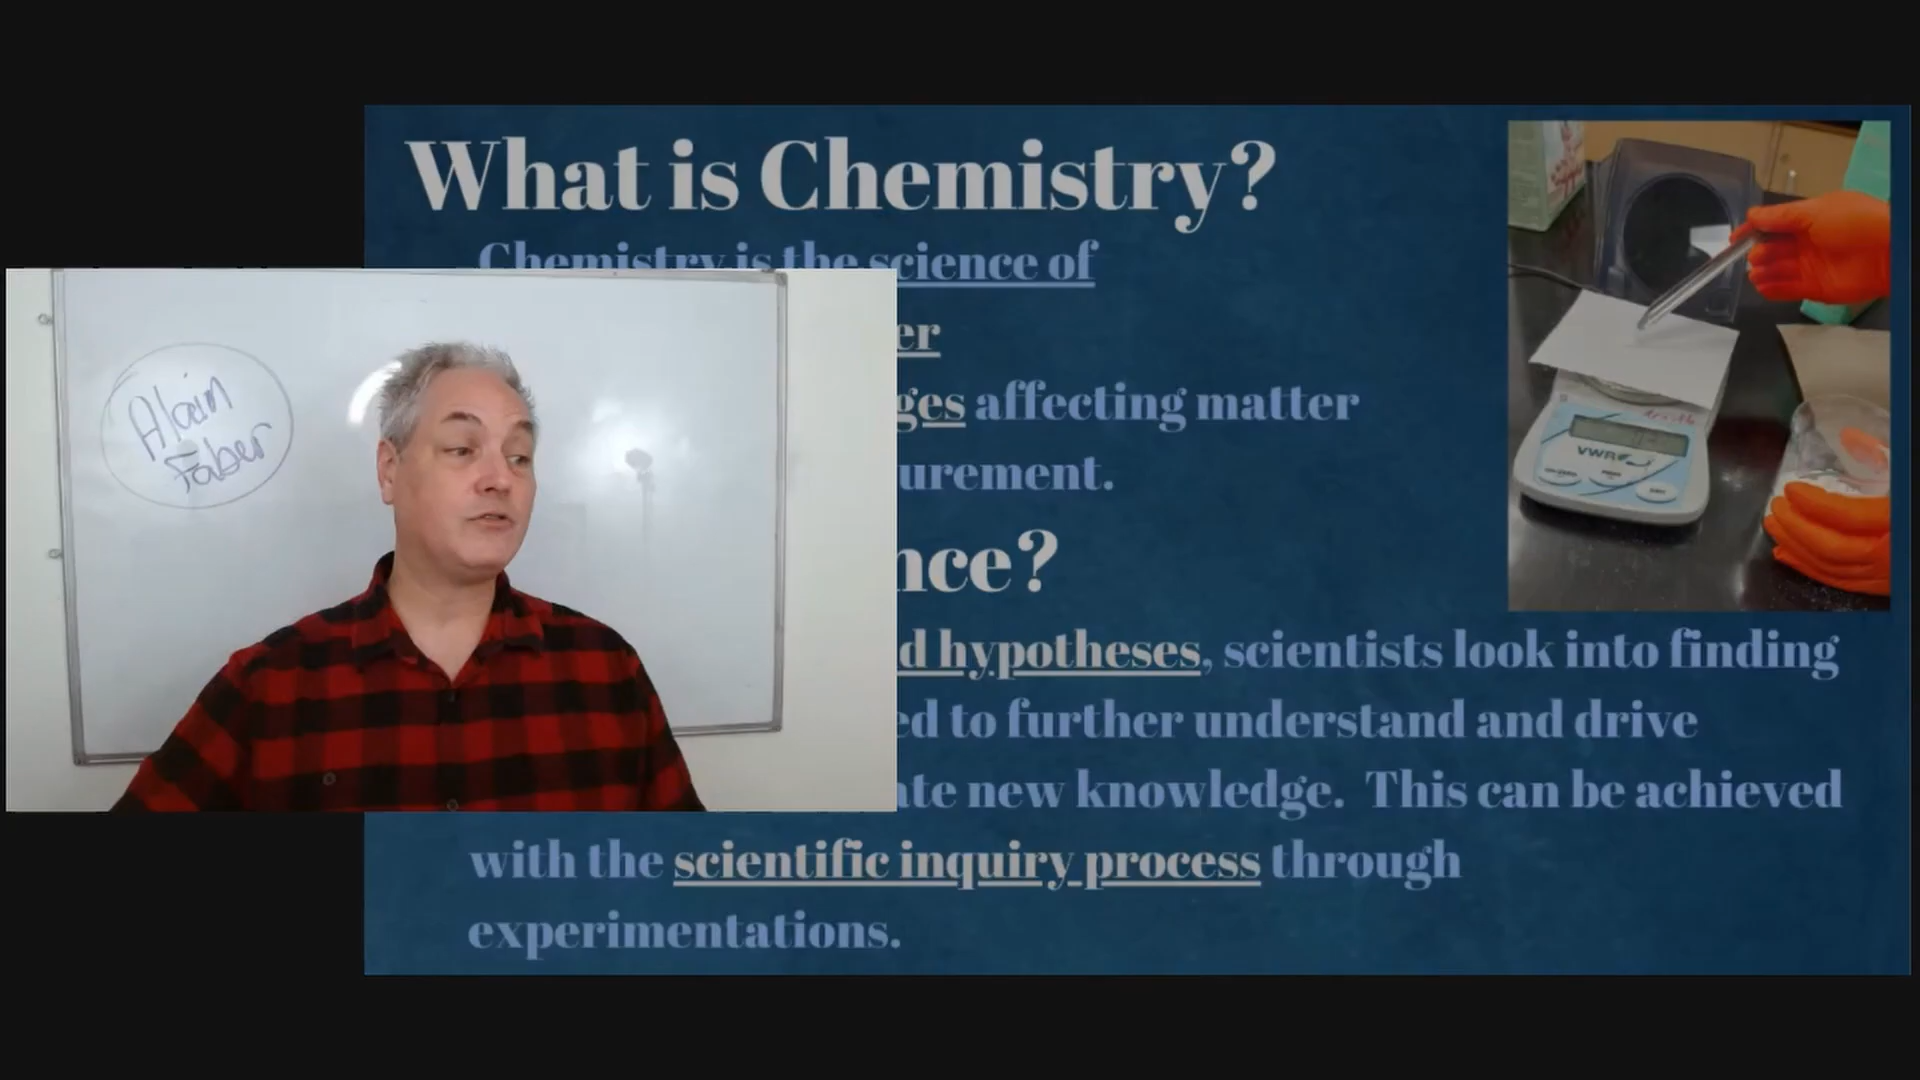 What is Chemistry?
Chemistry is the science of
er
ges affecting matter
urement.
nce?
d hypotheses, scientists look into finding
ed to further understand and drive
ate new knowledge. This can be achieved
with the scientific inquiry process through
experimentations.
Alain
Faber
VWR